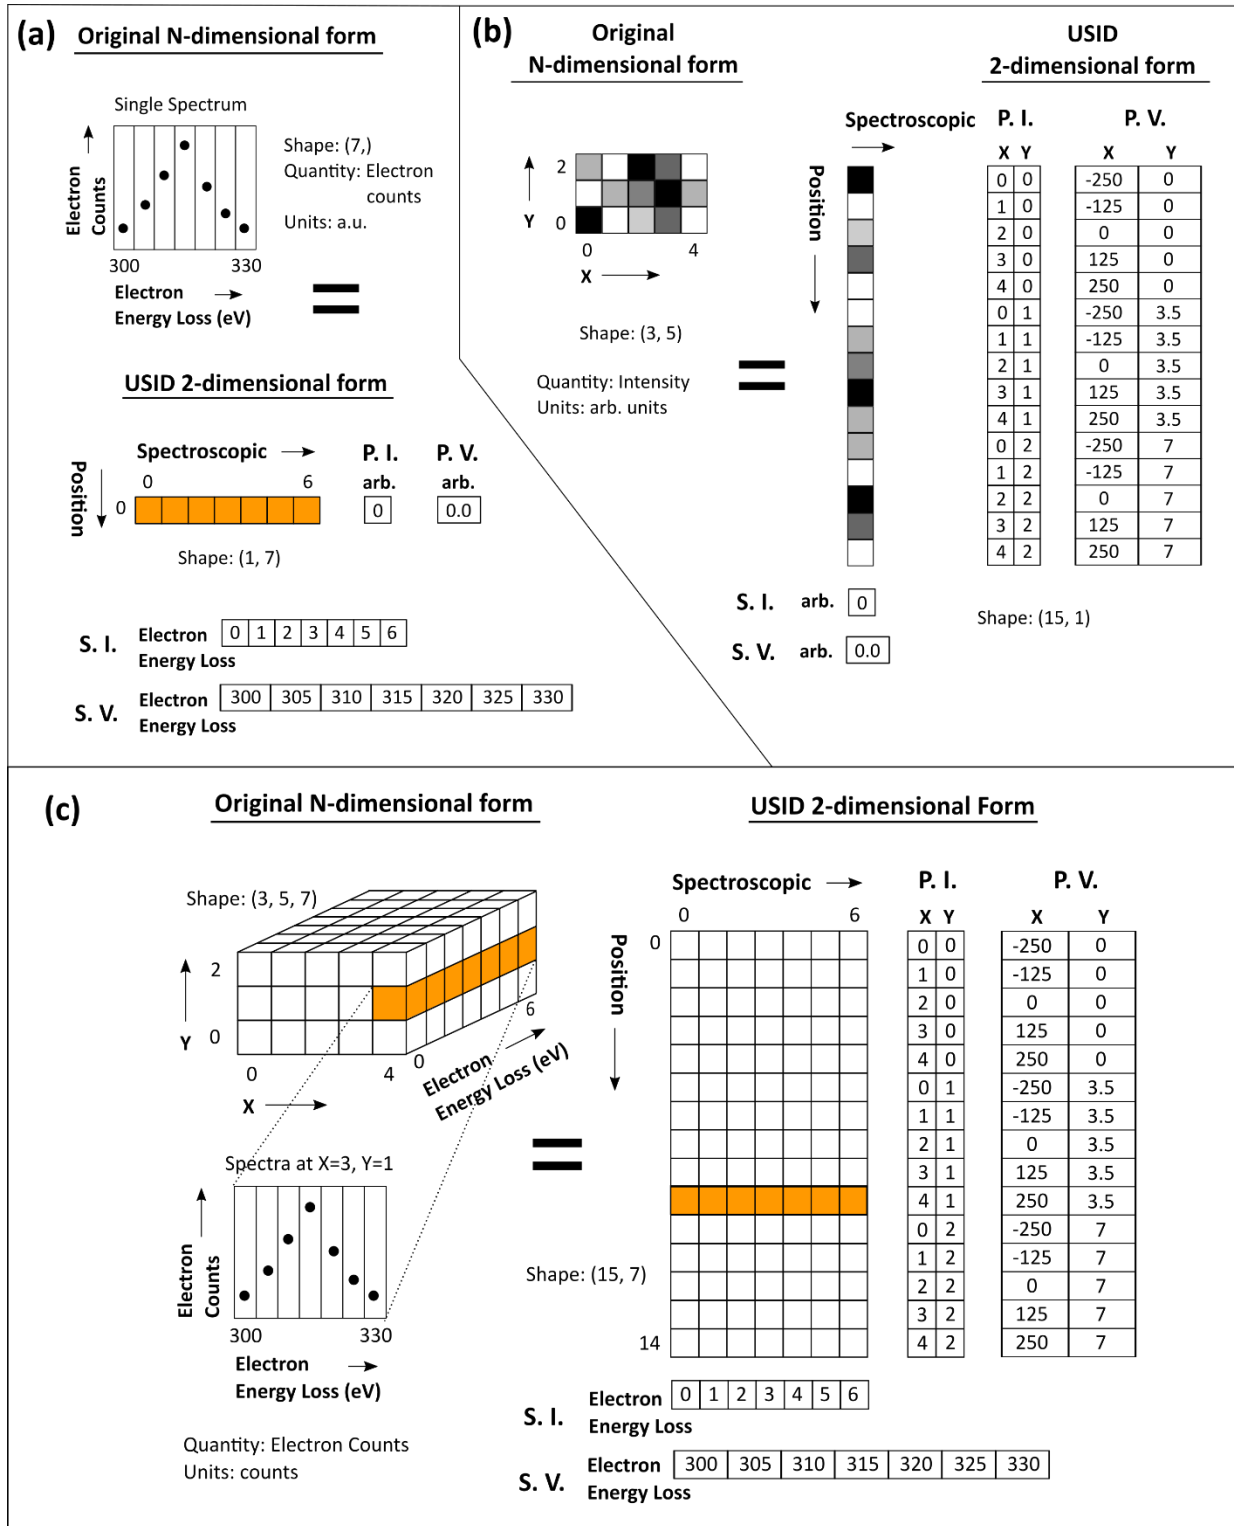 (a)
Original N-dimensional form
Single Spectrum
Electron
Counts
300
330
Electron
Energy Loss (eV)
Shape: (7,)
Quantity: Electron
counts
Units: a.u.
=
USID 2-dimensional form
Spectroscopic
Position
0
6
0
Shape: (1, 7)
P. I.
arb.
0
P. V.
arb.
0.0
S. I.
Electron
Energy Loss
0 1 2 3 4 5 6
S. V.
Electron
Energy Loss
300 305 310 315 320 325 330
(b)
Original
N-dimensional form
2
Y
0
0
4
X
Shape: (3, 5)
Quantity: Intensity
Units: arb. units
=
USID
2-dimensional form
Spectroscopic
Position
P. I.
P. V.
X Y X Y
0 0 -250 0
1 0 -125 0
2 0 0 0
3 0 125 0
4 0 250 0
0 1 -250 3.5
1 1 -125 3.5
2 1 0 3.5
3 1 125 3.5
4 1 250 3.5
0 2 -250 7
1 2 -125 7
2 2 0 7
3 2 125 7
4 2 250 7
S. I. arb. 0
S. V. arb. 0.0
Shape: (15, 1)
(c)
Original N-dimensional form
Shape: (3, 5, 7)
2
Y
0
0
4
X
0
6
Electron
Energy Loss (eV)
Spectra at X=3, Y=1
Electron
Counts
300
330
Electron
Energy Loss (eV)
Quantity: Electron Counts
Units: counts
=
USID 2-dimensional Form
Spectroscopic
0
6
Position
0
14
Shape: (15, 7)
P. I.
P. V.
X Y X Y
0 0 -250 0
1 0 -125 0
2 0 0 0
3 0 125 0
4 0 250 0
0 1 -250 3.5
1 1 -125 3.5
2 1 0 3.5
3 1 125 3.5
4 1 250 3.5
0 2 -250 7
1 2 -125 7
2 2 0 7
3 2 125 7
4 2 250 7
S. I.
Electron
Energy Loss
0 1 2 3 4 5 6
S. V.
Electron
Energy Loss
300 305 310 315 320 325 330